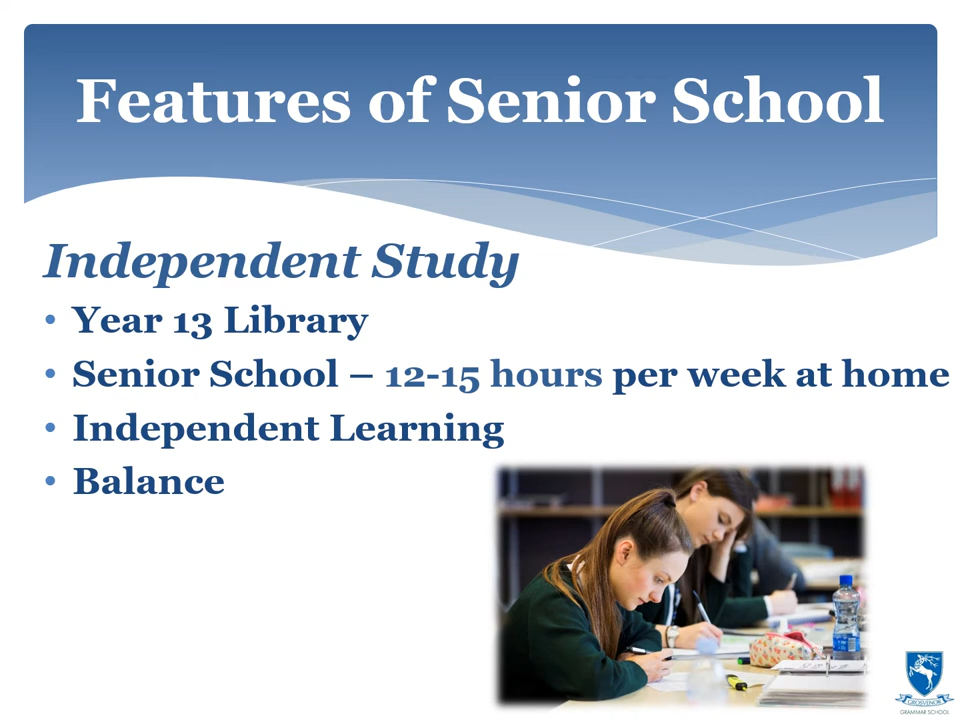 Features of Senior School
Independent Study
• Year 13 Library
• Senior School – 12-15 hours per week at home
• Independent Learning
• Balance
GROSVENOR
GRAMMAR SCHOOL